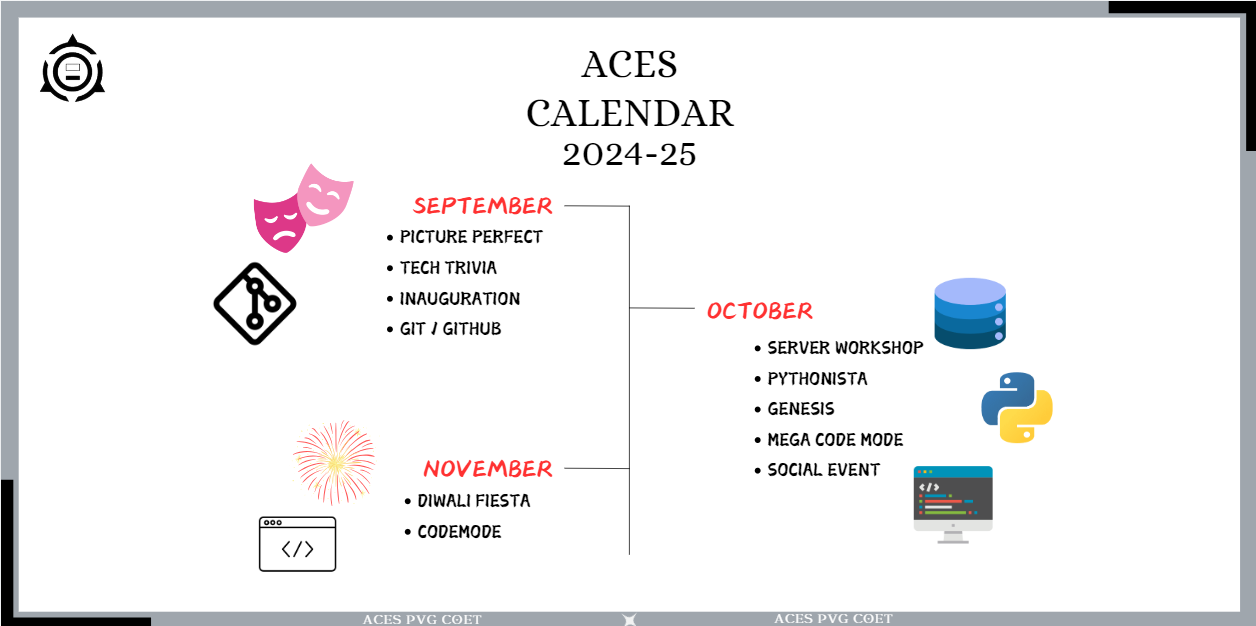 ACES
CALENDAR
2024-25
SEPTEMBER
• PICTURE PERFECT
• TECH TRIVIA
• INAUGURATION
• GIT / GITHUB
OCTOBER
• SERVER WORKSHOP
• PYTHONISTA
• GENESIS
• MEGA CODE MODE
• SOCIAL EVENT
</>
NOVEMBER
• DIWALI FIESTA
• CODEMODE
</>
ACES PVG COET
ACES PVG COET